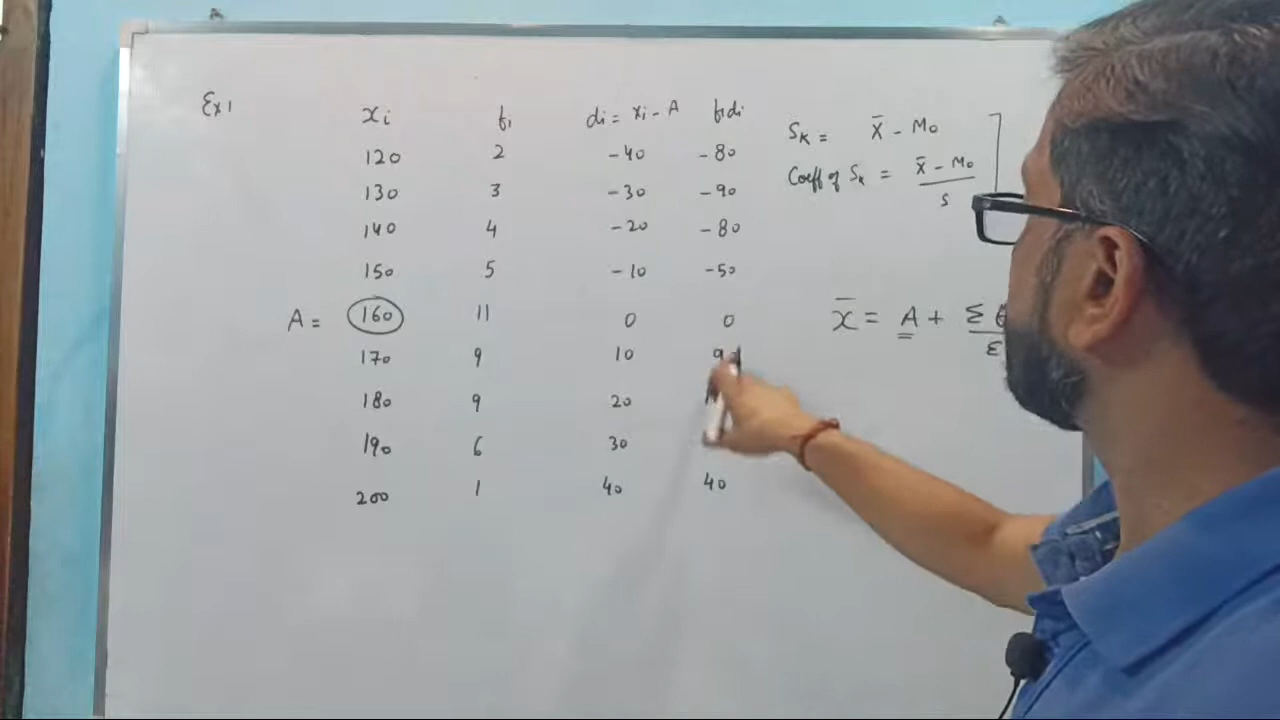 Ex 1
xi fi di = xi - A fidi
120 2 -40 -80
130 3 -30 -90
140 4 -20 -80
150 5 -10 -50
A = 160 11 0 0
170 9 10
180 9 20
190 6 30
200 1 40 40
SK = X̄ - Mo
Coeff of Sk = X̄ - Mo / S
x̄ = A + Σ